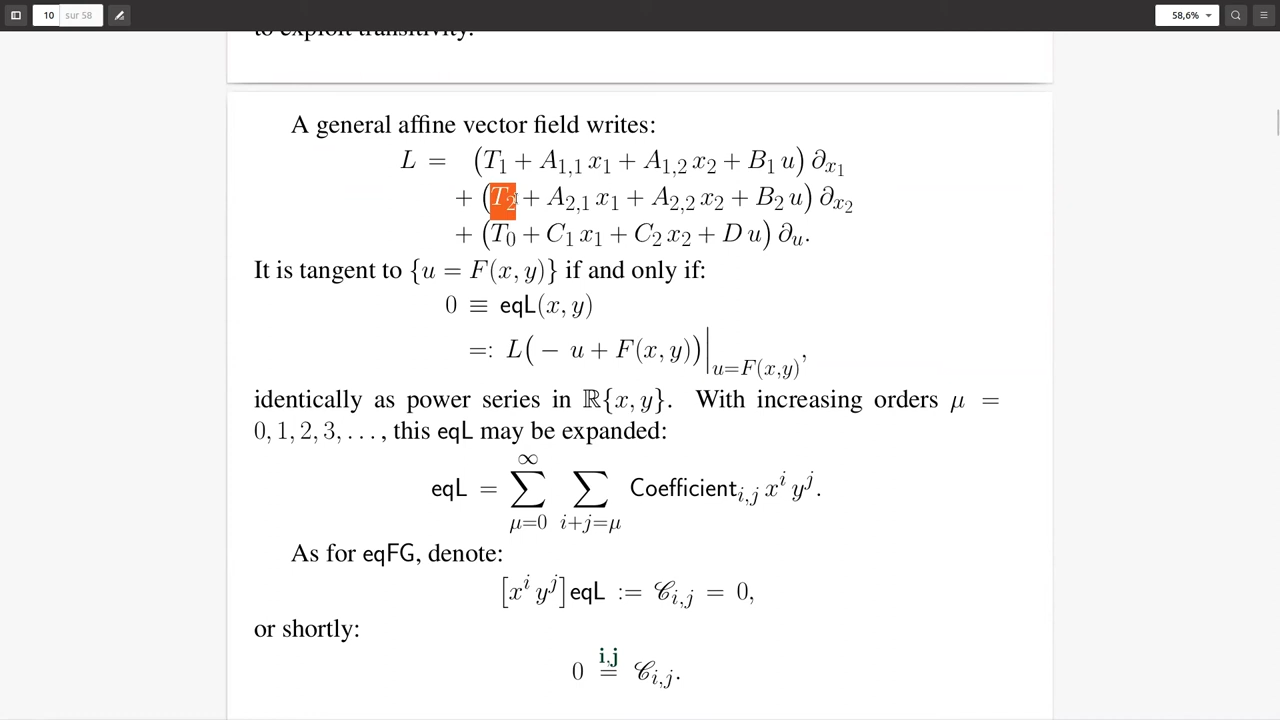 10 sur 58 58,6%
to exploit transitivity.
A general affine vector field writes:
L = (T₁ + A₁,₁ x₁ + A₁,₂ x₂ + B₁ u) ∂ₓ₁
+ (T₂ + A₂,₁ x₁ + A₂,₂ x₂ + B₂ u) ∂ₓ₂
+ (T₀ + C₁ x₁ + C₂ x₂ + D u) ∂ᵤ.
It is tangent to {u = F(x, y)} if and only if:
0 ≡ eqL(x, y)
=: L(− u + F(x, y))|u=F(x,y),
identically as power series in ℝ{x, y}. With increasing orders μ =
0, 1, 2, 3, . . . , this eqL may be expanded:
eqL = ∑_{μ=0}^{∞} ∑_{i+j=μ} Coefficient_{i,j} xⁱ yʲ.
As for eqFG, denote:
[xⁱ yʲ]eqL := 𝒞_{i,j} = 0,
or shortly:
i,j
0 = 𝒞_{i,j}.